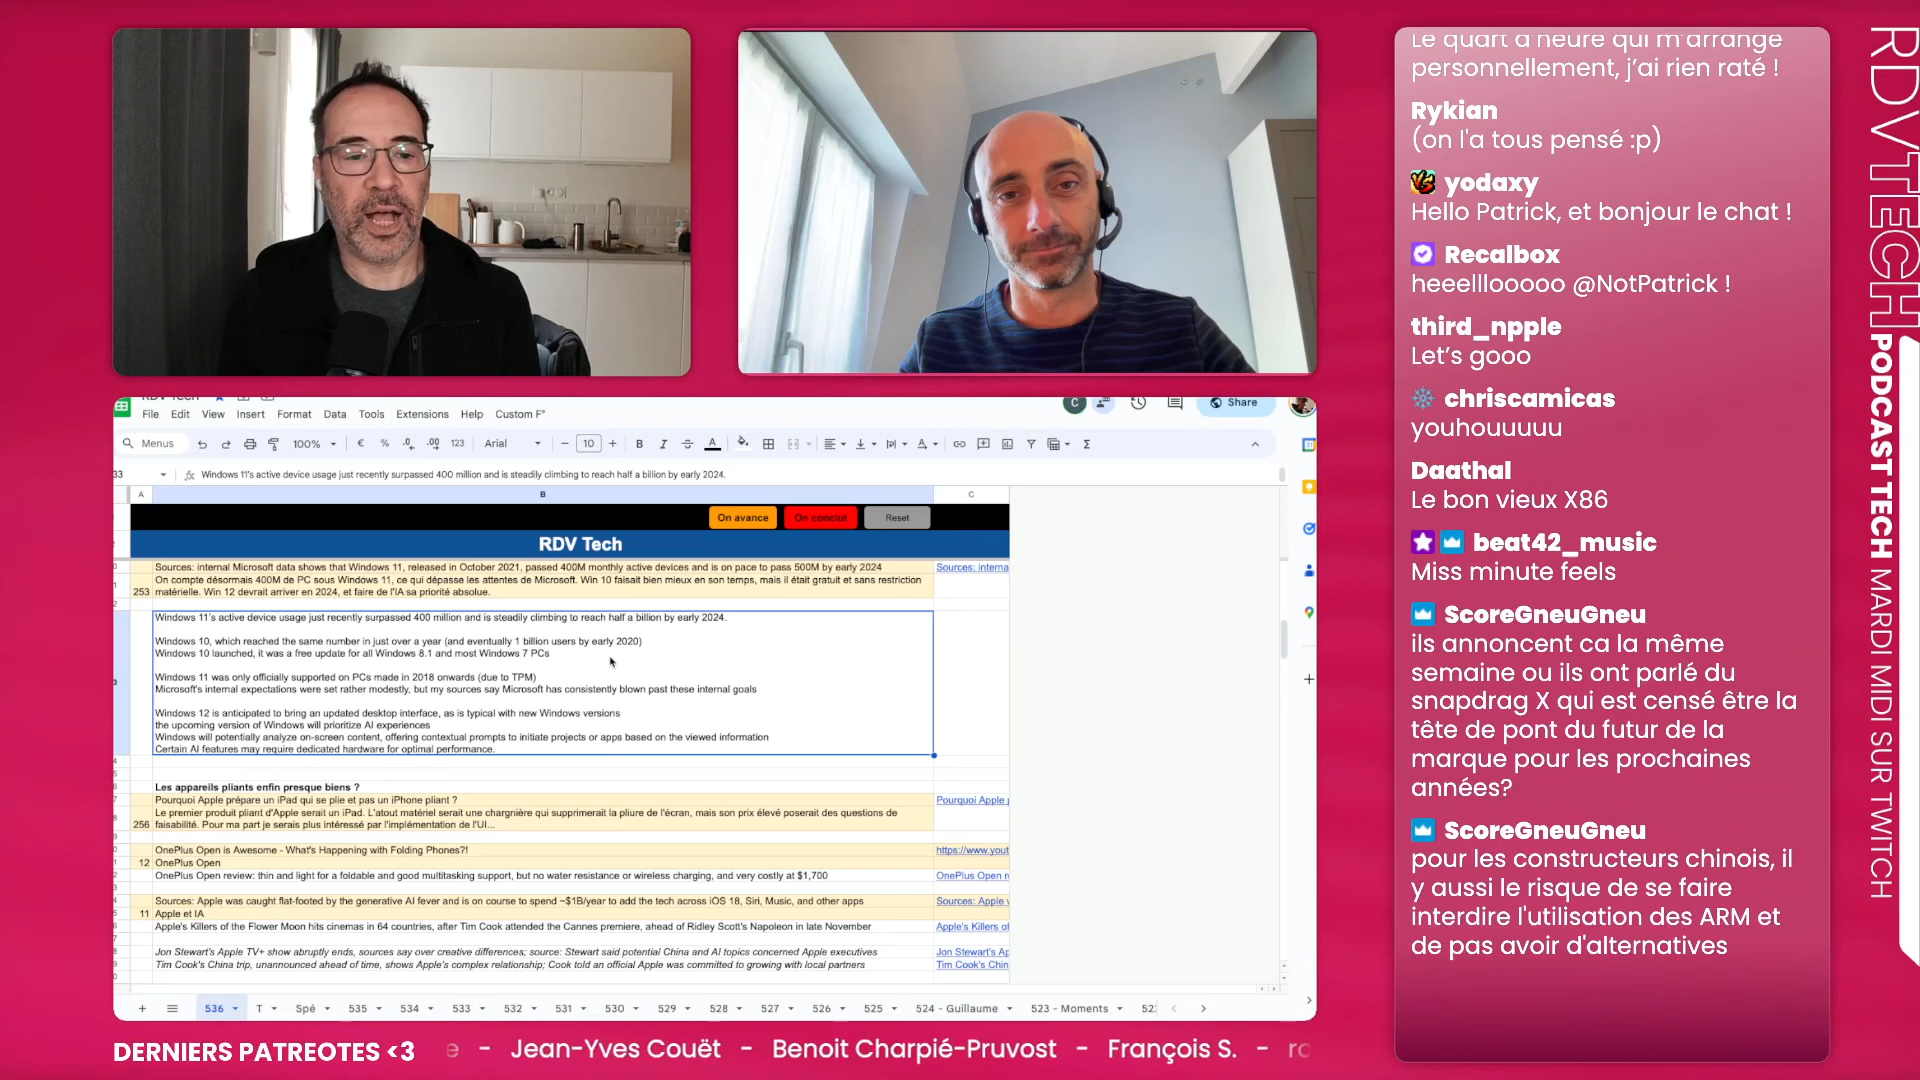 RDV Tech
File Edit View Insert Format Data Tools Extensions Help Custom F°
Share
Menus
100% € % .0 .00 123 Arial 10
33 Windows 11's active device usage just recently surpassed 400 million and is steadily climbing to reach half a billion by early 2024.
A B C
On avance On conclut Reset
RDV Tech
Sources: internal Microsoft data shows that Windows 11, released in October 2021, passed 400M monthly active devices and is on pace to pass 500M by early 2024 Sources: interna
On compte désormais 400M de PC sous Windows 11, ce qui dépasse les attentes de Microsoft. Win 10 faisait bien mieux en son temps, mais il était gratuit et sans restriction
253 matérielle. Win 12 devrait arriver en 2024, et faire de l'IA sa priorité absolue.
Windows 11's active device usage just recently surpassed 400 million and is steadily climbing to reach half a billion by early 2024.
Windows 10, which reached the same number in just over a year (and eventually 1 billion users by early 2020)
Windows 10 launched, it was a free update for all Windows 8.1 and most Windows 7 PCs
Windows 11 was only officially supported on PCs made in 2018 onwards (due to TPM)
Microsoft's internal expectations were set rather modestly, but my sources say Microsoft has consistently blown past these internal goals
Windows 12 is anticipated to bring an updated desktop interface, as is typical with new Windows versions
the upcoming version of Windows will prioritize AI experiences
Windows will potentially analyze on-screen content, offering contextual prompts to initiate projects or apps based on the viewed information
Certain AI features may require dedicated hardware for optimal performance.
Les appareils pliants enfin presque biens ?
Pourquoi Apple prépare un iPad qui se plie et pas un iPhone pliant ? Pourquoi Apple p
Le premier produit pliant d'Apple serait un iPad. L'atout matériel serait une chargnière qui supprimerait la pliure de l'écran, mais son prix élevé poserait des questions de
256 faisabilité. Pour ma part je serais plus intéressé par l'implémentation de l'UI...
OnePlus Open is Awesome - What's Happening with Folding Phones?! https://www.yout
12 OnePlus Open
OnePlus Open review: thin and light for a foldable and good multitasking support, but no water resistance or wireless charging, and very costly at $1,700 OnePlus Open r
Sources: Apple was caught flat-footed by the generative AI fever and is on course to spend ~$1B/year to add the tech across iOS 18, Siri, Music, and other apps Sources: Apple v
11 Apple et IA
Apple's Killers of the Flower Moon hits cinemas in 64 countries, after Tim Cook attended the Cannes premiere, ahead of Ridley Scott's Napoleon in late November Apple's Killers of
Jon Stewart's Apple TV+ show abruptly ends, sources say over creative differences; source: Stewart said potential China and AI topics concerned Apple executives Jon Stewart's Ap
Tim Cook's China trip, unannounced ahead of time, shows Apple's complex relationship; Cook told an official Apple was committed to growing with local partners Tim Cook's Chin
536 T Spé 535 534 533 532 531 530 529 528 527 526 525 524 - Guillaume 523 - Moments 522
DERNIERS PATREOTES <3 e - Jean-Yves Couët - Benoit Charpié-Pruvost - François S. - ro
Le quart d'heure qui m'arrange
personnellement, j'ai rien raté !
Rykian
(on l'a tous pensé :p)
yodaxy
Hello Patrick, et bonjour le chat !
Recalbox
heeellooooo @NotPatrick !
third_npple
Let's gooo
chriscamicas
youhouuuuu
Daathal
Le bon vieux X86
beat42_music
Miss minute feels
ScoreGneuGneu
ils annoncent ca la même
semaine ou ils ont parlé du
snapdrag X qui est censé être la
tête de pont du futur de la
marque pour les prochaines
années?
ScoreGneuGneu
pour les constructeurs chinois, il
y aussi le risque de se faire
interdire l'utilisation des ARM et
de pas avoir d'alternatives
RDVTECH PODCAST TECH MARDI MIDI SUR TWITCH